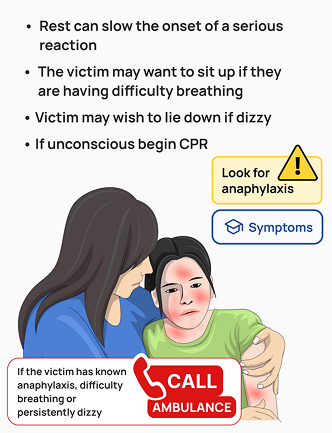 • Rest can slow the onset of a serious
reaction
• The victim may want to sit up if they
are having difficulty breathing
• Victim may wish to lie down if dizzy
• If unconscious begin CPR
Look for
anaphylaxis
!
Symptoms
If the victim has known
anaphylaxis, difficulty
breathing or
persistently dizzy
CALL
AMBULANCE